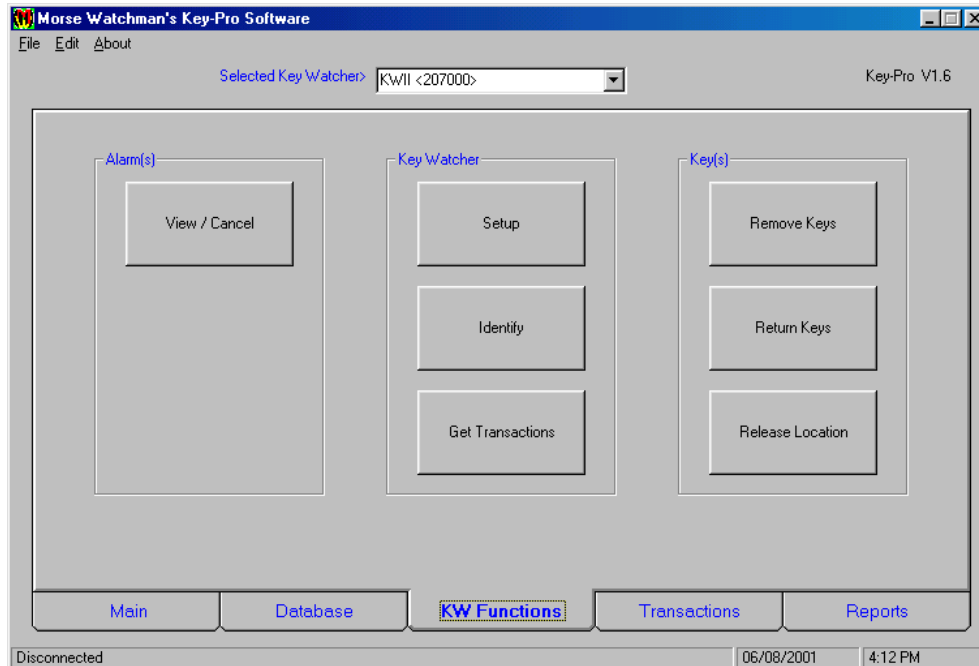 Morse Watchman's Key-Pro Software
File Edit About
Selected Key Watcher> KWII <207000> Key-Pro V1.6
Alarm(s) Key Watcher Key(s)
View / Cancel Setup Remove Keys
Identify Return Keys
Get Transactions Release Location
Main Database KW Functions Transactions Reports
Disconnected 06/08/2001 4:12 PM